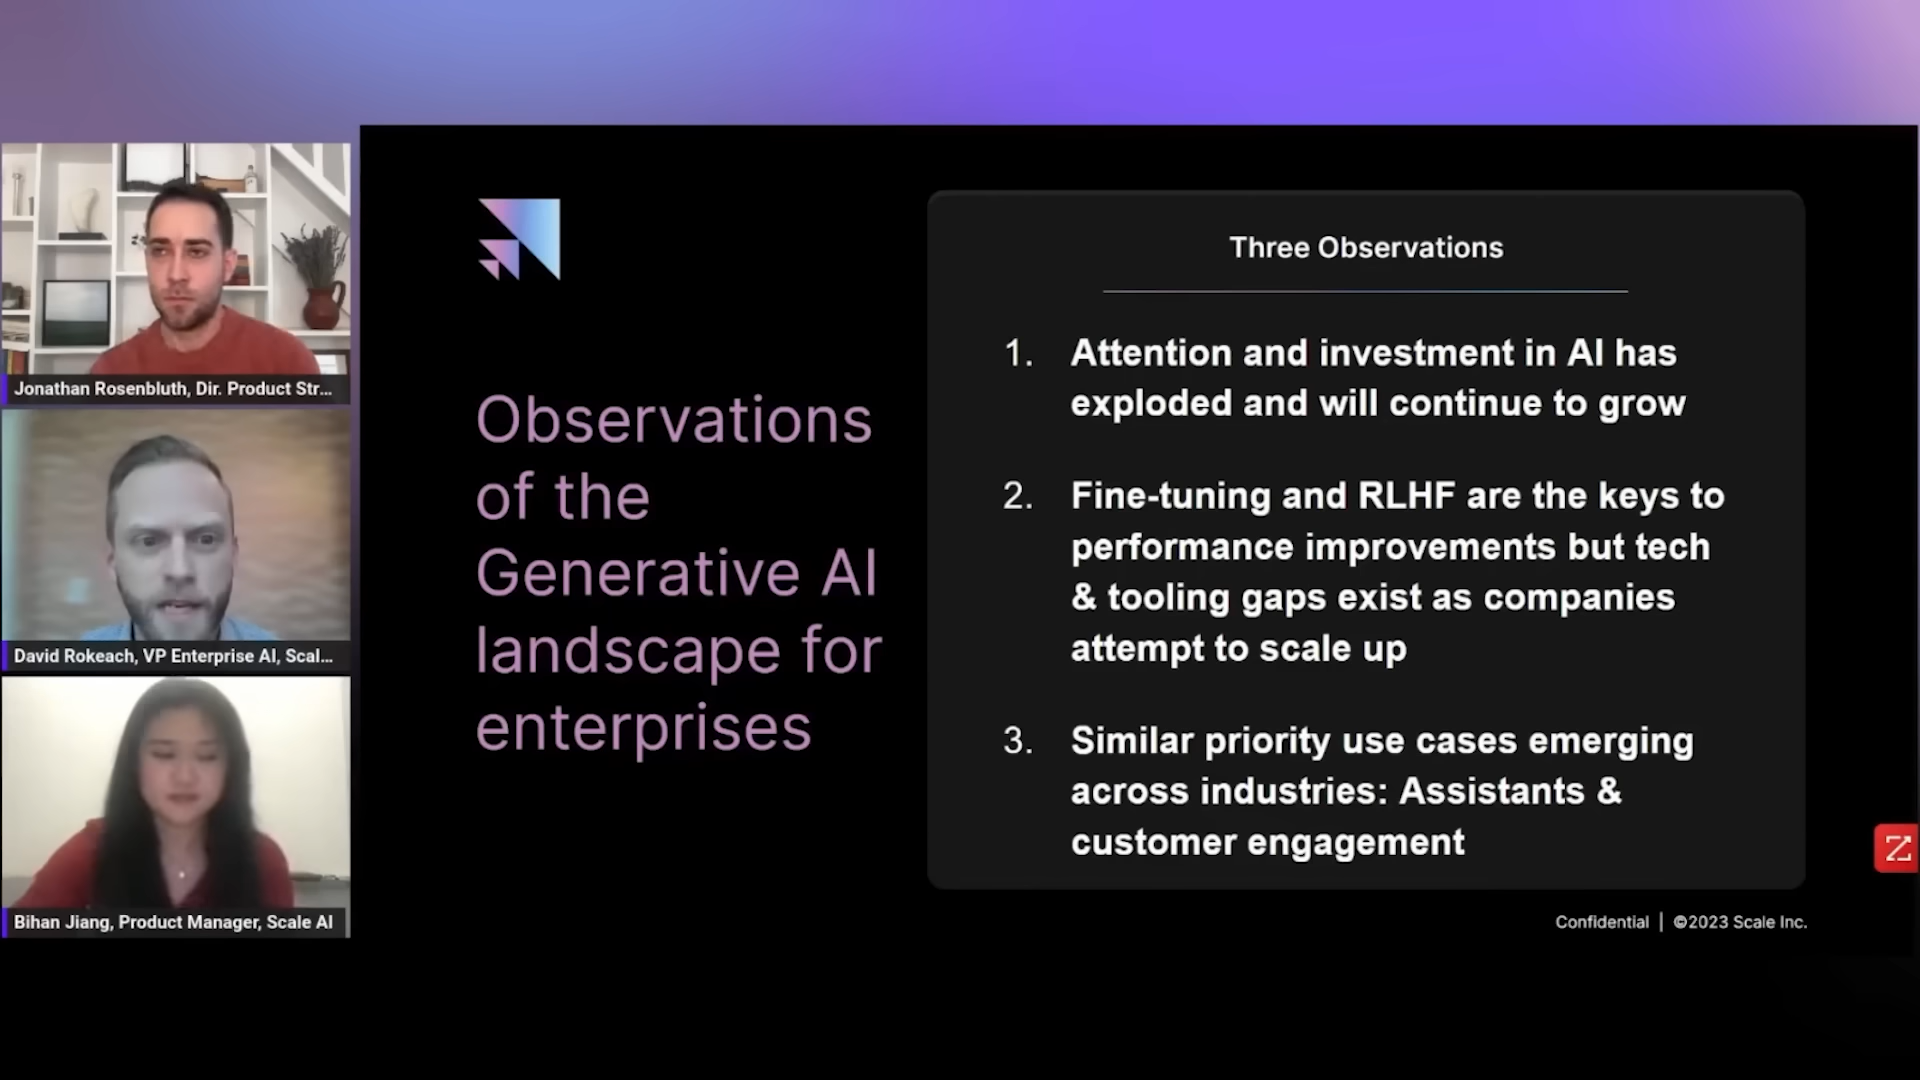 Jonathan Rosenbluth, Dir. Product Str...
David Rokeach, VP Enterprise AI, Scal...
Bihan Jiang, Product Manager, Scale AI
Observations
of the
Generative AI
landscape for
enterprises
Three Observations
1. Attention and investment in AI has
exploded and will continue to grow
2. Fine-tuning and RLHF are the keys to
performance improvements but tech
& tooling gaps exist as companies
attempt to scale up
3. Similar priority use cases emerging
across industries: Assistants &
customer engagement
Confidential | ©2023 Scale Inc.